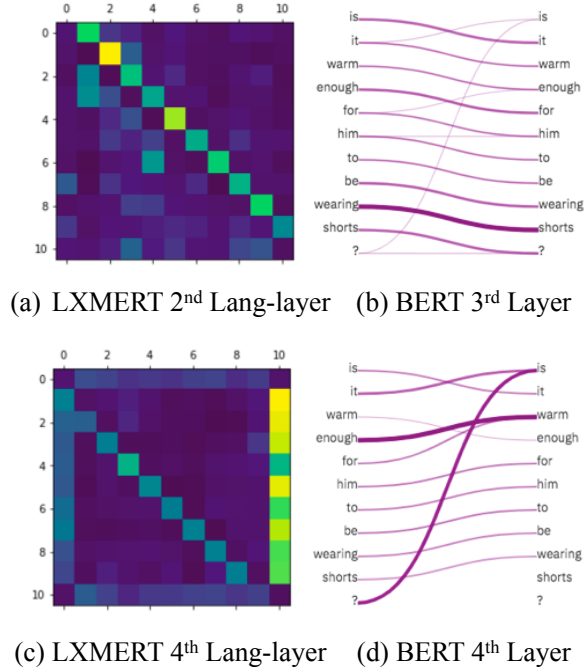 0 2 4 6 8 10
0
2
4
6
8
10
is is
it it
warm warm
enough enough
for for
him him
to to
be be
wearing wearing
shorts shorts
? ?
(a) LXMERT 2nd Lang-layer (b) BERT 3rd Layer
0 2 4 6 8 10
0
2
4
6
8
10
is is
it it
warm warm
enough enough
for for
him him
to to
be be
wearing wearing
shorts shorts
? ?
(c) LXMERT 4th Lang-layer (d) BERT 4th Layer